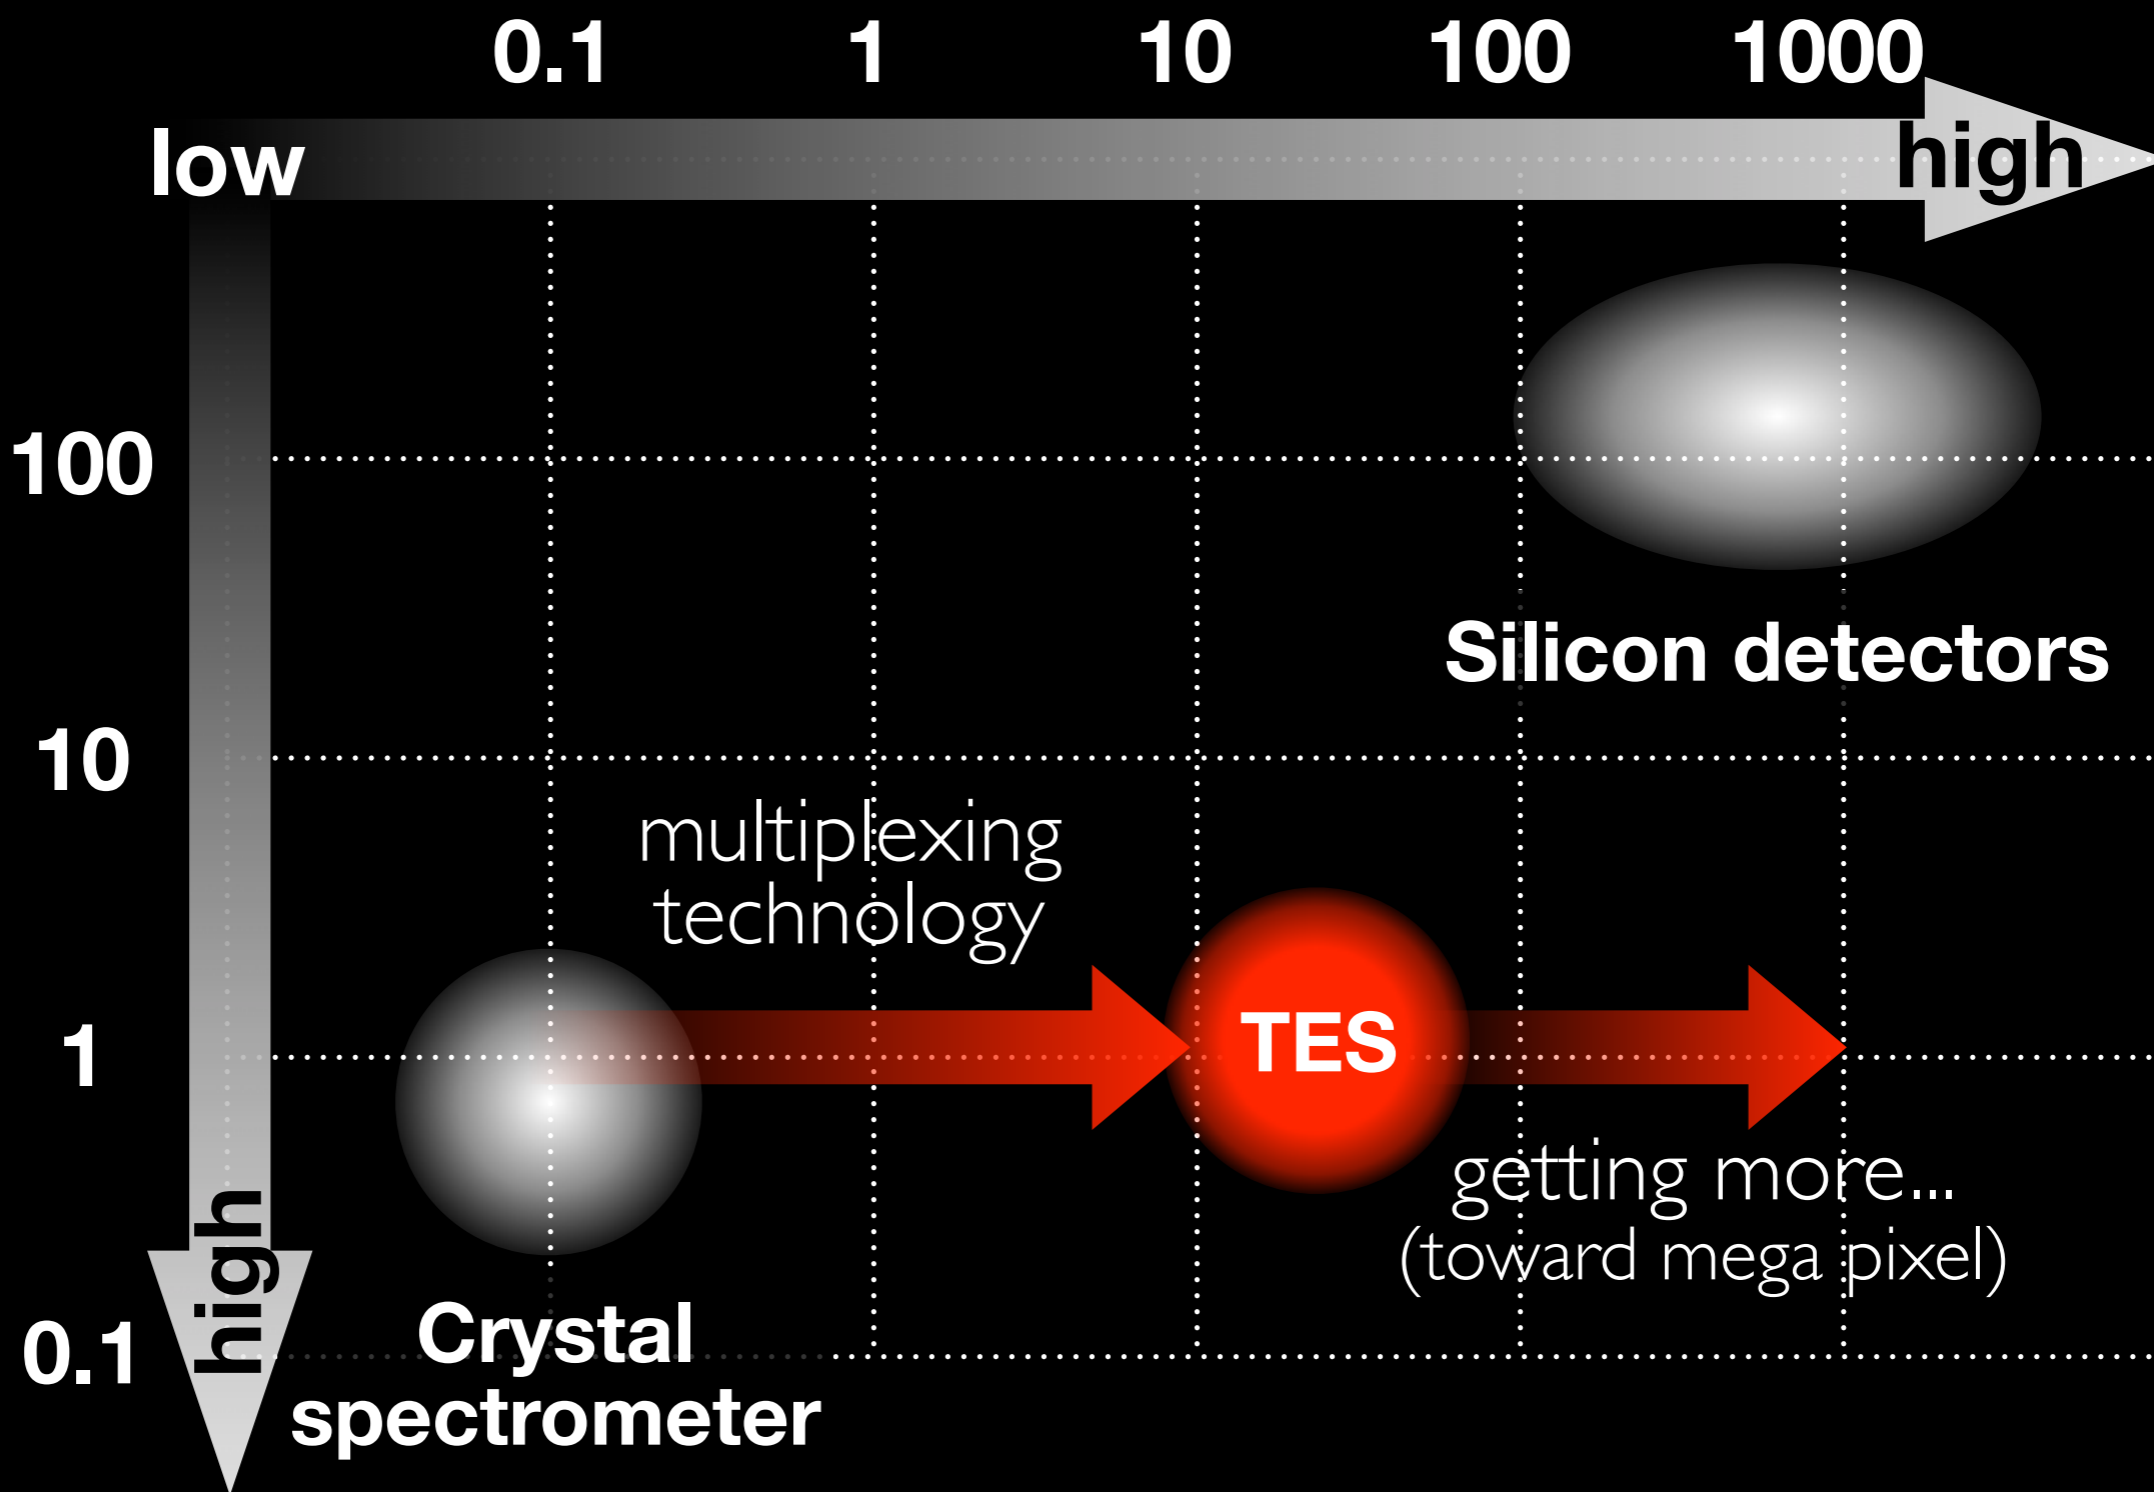 0.1 1 10 100 1000
low high
100
Silicon detectors
10
multiplexing
technology
1
TES
getting more...
(toward mega pixel)
high
0.1
Crystal
spectrometer